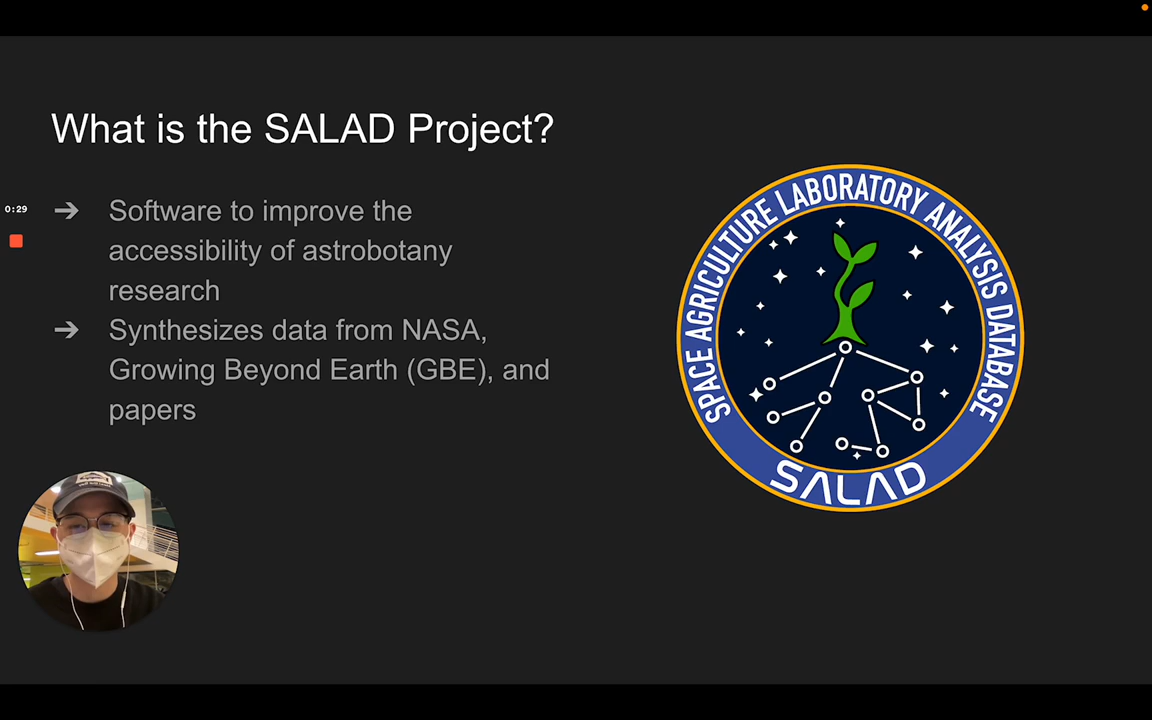 What is the SALAD Project?
0:29
➔ Software to improve the
accessibility of astrobotany
research
➔ Synthesizes data from NASA,
Growing Beyond Earth (GBE), and
papers
SPACE AGRICULTURE LABORATORY ANALYSIS DATABASE
SALAD